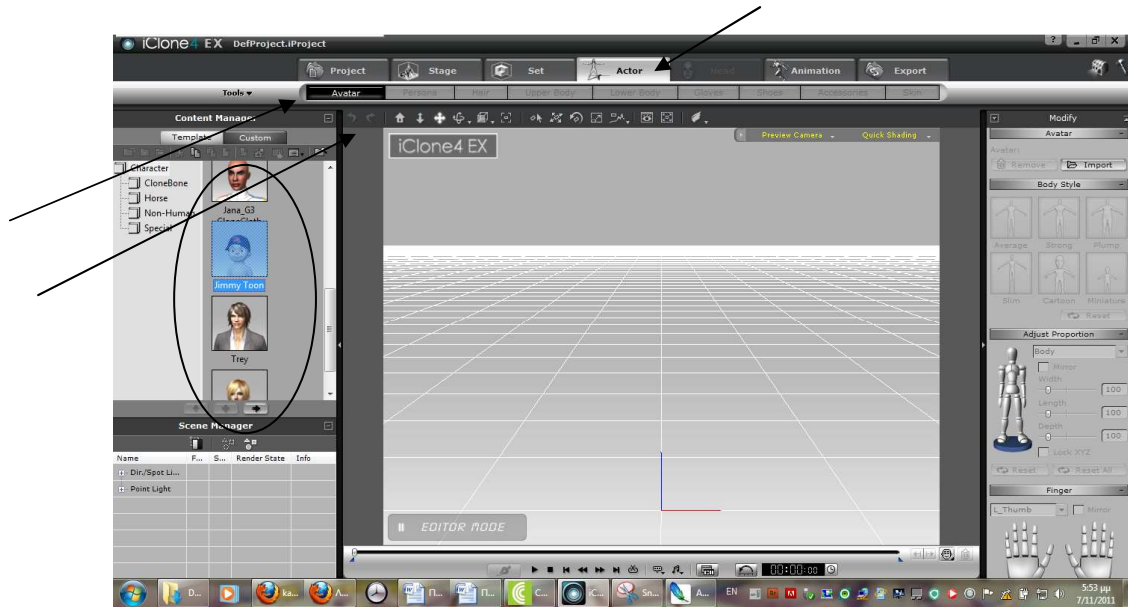 iClone4 EX DefProject.iProject
Project Stage Set Actor Head Animation Export
Tools Avatar Persona Hair Upper Body Lower Body Gloves Shoes Accessories Skin
Content Manager
Template Custom
Character
CloneBone
Horse
Non-Human
Special
Jana_G3
CloneCloth
Jimmy Toon
Trey
Scene Manager
Name F... S... Render State Info
Dir./Spot Li...
Point Light
iClone4 EX
Preview Camera Quick Shading
EDITOR MODE
00:00:00
Modify
Avatar
Avatar:
Remove Import
Body Style
Average Strong Plump
Slim Cartoon Miniature
Reset
Adjust Proportion
Body
Mirror
Width
100
Length
100
Depth
100
Lock XYZ
Reset Reset All
Finger
L_Thumb Mirror
D... ka... Λ... Π... Π... C... iC... Sn... A... EN 5:53 μμ
7/11/2011